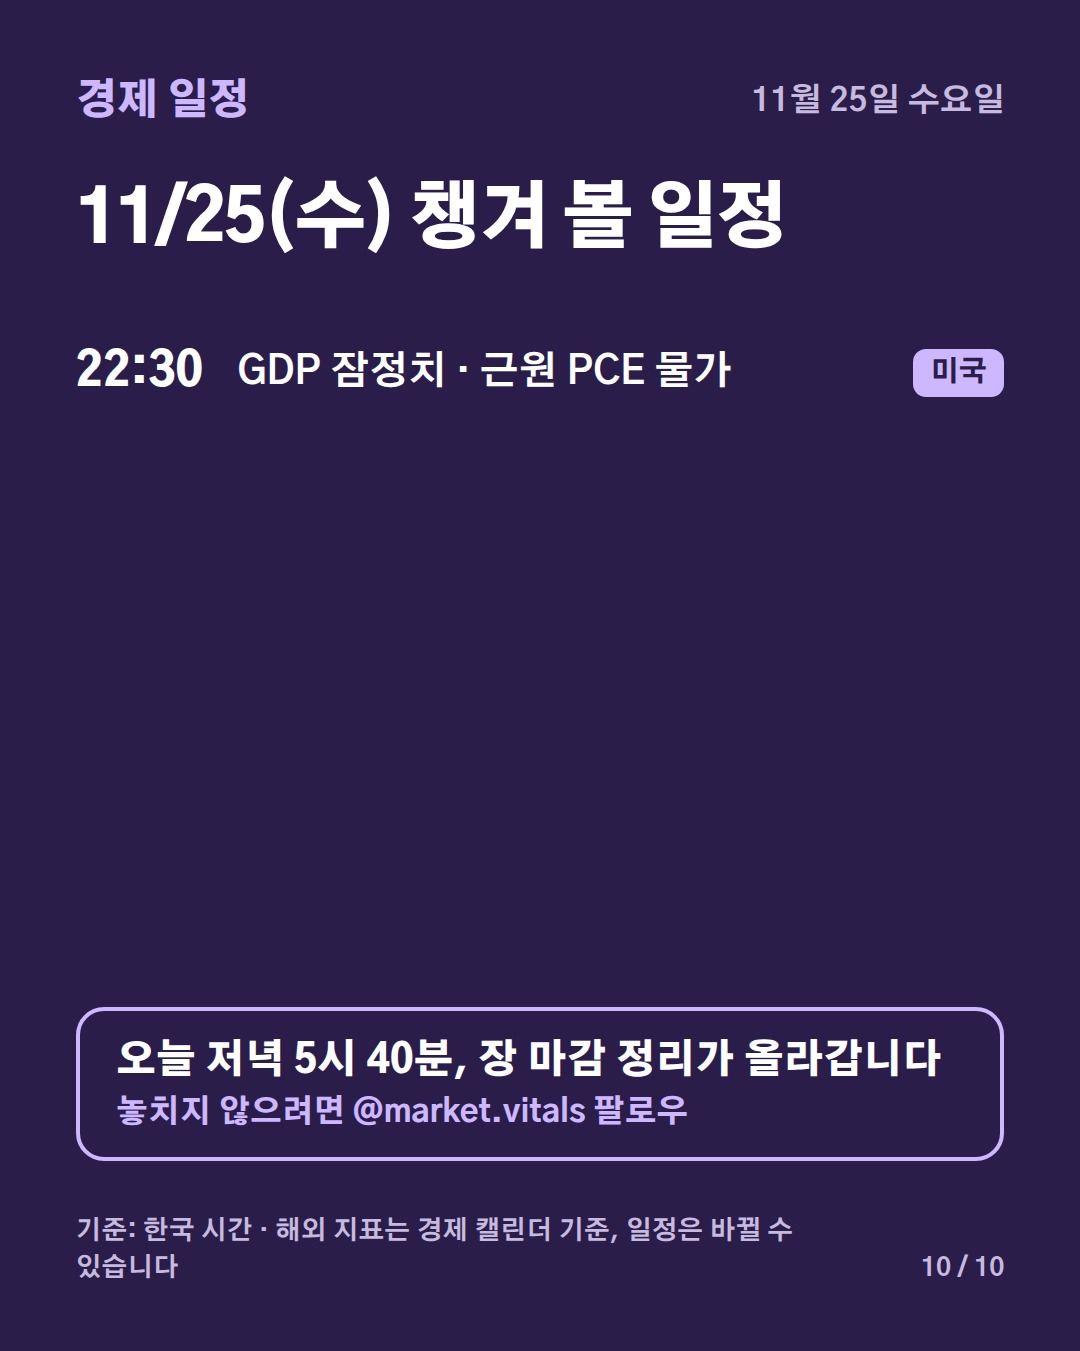 경제 일정
11월 25일 수요일
11/25(수) 챙겨 볼 일정
22:30 GDP 잠정치 · 근원 PCE 물가 미국
오늘 저녁 5시 40분, 장 마감 정리가 올라갑니다
놓치지 않으려면 @market.vitals 팔로우
기준: 한국 시간 · 해외 지표는 경제 캘린더 기준, 일정은 바뀔 수
있습니다
10 / 10